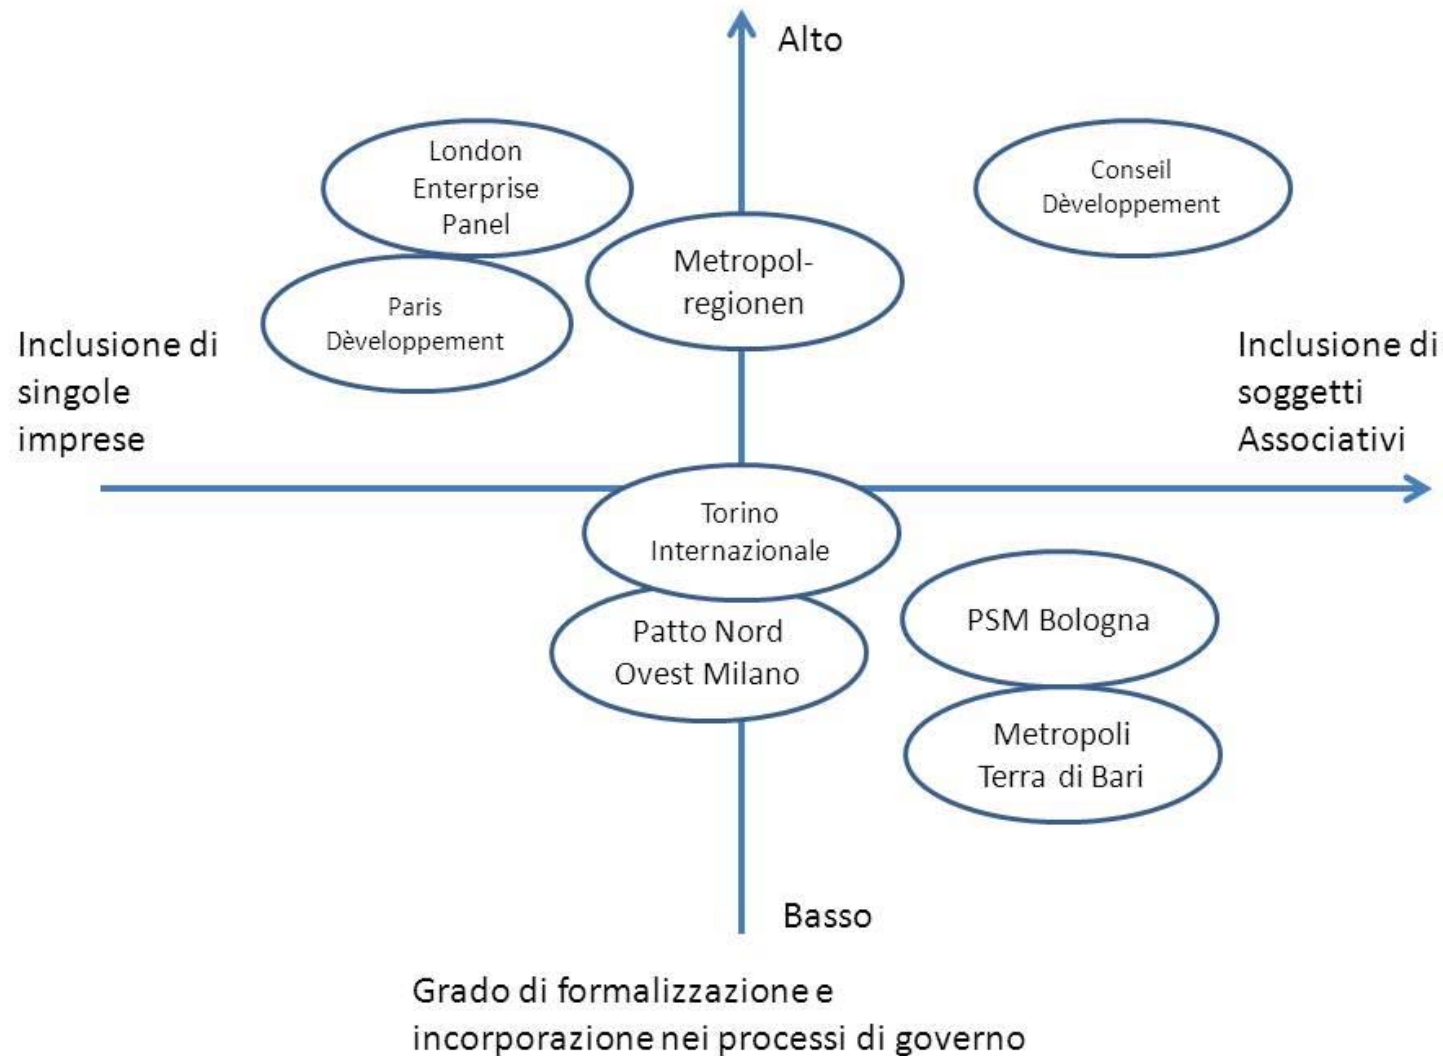 Alto
London
Enterprise
Panel
Conseil
Dèveloppement
Metropol-
regionen
Paris
Dèveloppement
Inclusione di
singole
imprese
Inclusione di
soggetti
Associativi
Torino
Internazionale
PSM Bologna
Patto Nord
Ovest Milano
Metropoli
Terra di Bari
Basso
Grado di formalizzazione e
incorporazione nei processi di governo